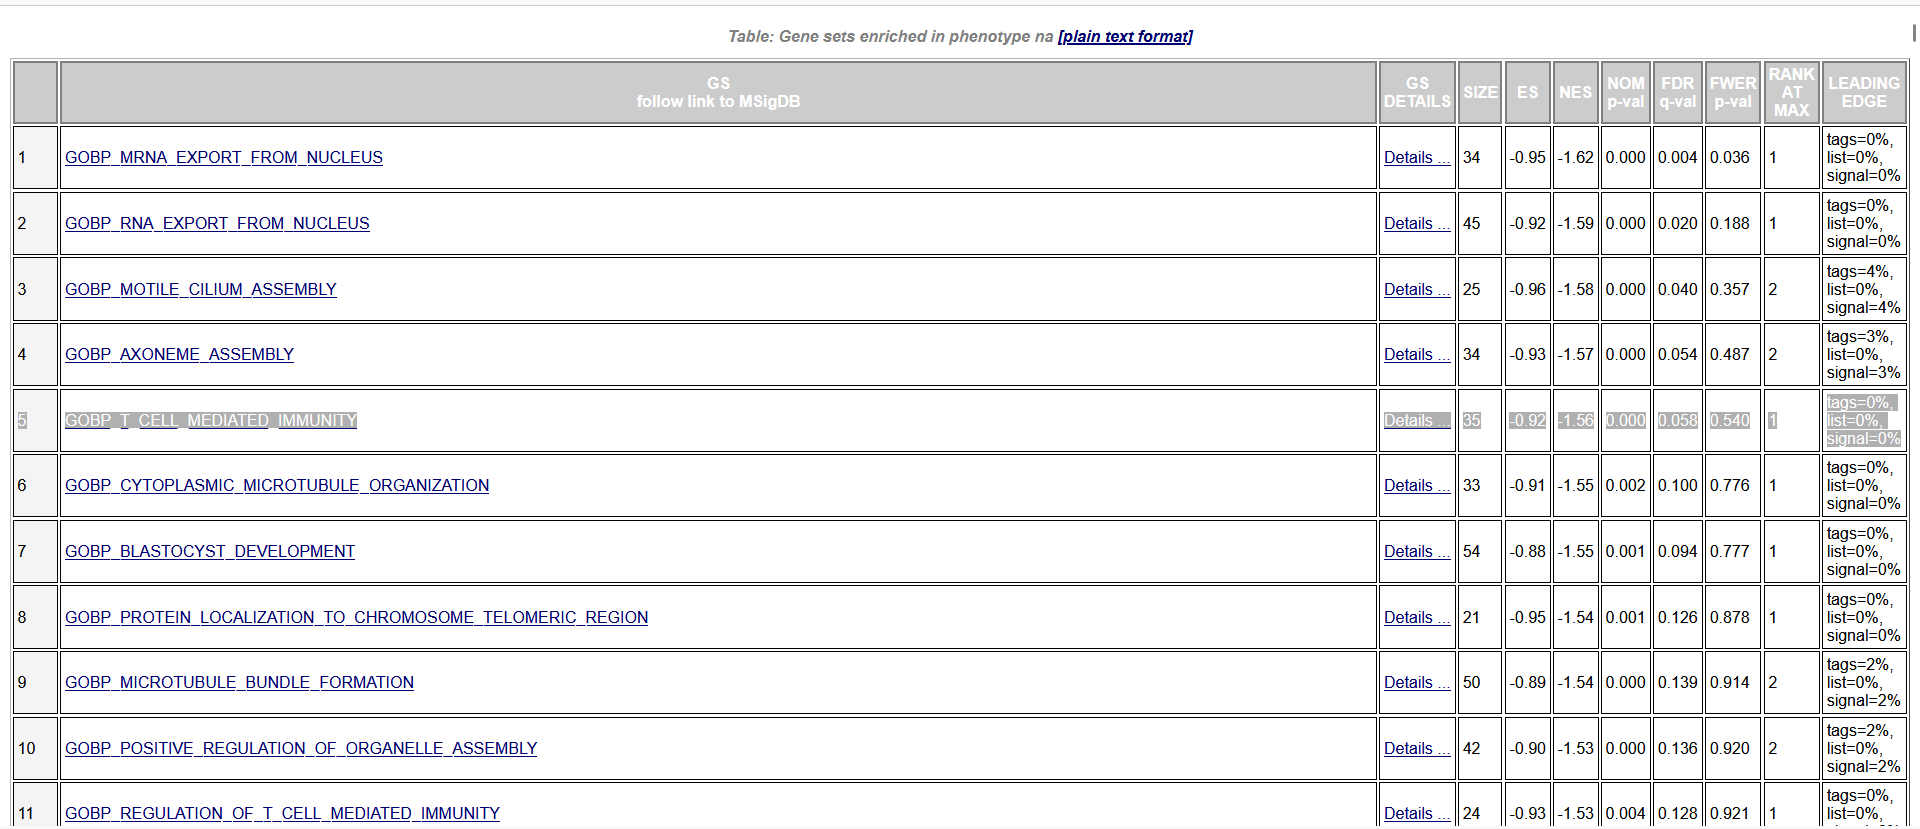 Table: Gene sets enriched in phenotype na [plain text format]
GS
follow link to MSigDB
GS
DETAILS
SIZE
ES
NES
NOM
p-val
FDR
q-val
FWER
p-val
RANK
AT
MAX
LEADING
EDGE
1 GOBP_MRNA_EXPORT_FROM_NUCLEUS Details ... 34 -0.95 -1.62 0.000 0.004 0.036 1
tags=0%,
list=0%,
signal=0%
2 GOBP_RNA_EXPORT_FROM_NUCLEUS Details ... 45 -0.92 -1.59 0.000 0.020 0.188 1
tags=0%,
list=0%,
signal=0%
3 GOBP_MOTILE_CILIUM_ASSEMBLY Details ... 25 -0.96 -1.58 0.000 0.040 0.357 2
tags=4%,
list=0%,
signal=4%
4 GOBP_AXONEME_ASSEMBLY Details ... 34 -0.93 -1.57 0.000 0.054 0.487 2
tags=3%,
list=0%,
signal=3%
5 GOBP_T_CELL_MEDIATED_IMMUNITY Details ... 35 -0.92 -1.56 0.000 0.058 0.540 1
tags=0%,
list=0%,
signal=0%
6 GOBP_CYTOPLASMIC_MICROTUBULE_ORGANIZATION Details ... 33 -0.91 -1.55 0.002 0.100 0.776 1
tags=0%,
list=0%,
signal=0%
7 GOBP_BLASTOCYST_DEVELOPMENT Details ... 54 -0.88 -1.55 0.001 0.094 0.777 1
tags=0%,
list=0%,
signal=0%
8 GOBP_PROTEIN_LOCALIZATION_TO_CHROMOSOME_TELOMERIC_REGION Details ... 21 -0.95 -1.54 0.001 0.126 0.878 1
tags=0%,
list=0%,
signal=0%
9 GOBP_MICROTUBULE_BUNDLE_FORMATION Details ... 50 -0.89 -1.54 0.000 0.139 0.914 2
tags=2%,
list=0%,
signal=2%
10 GOBP_POSITIVE_REGULATION_OF_ORGANELLE_ASSEMBLY Details ... 42 -0.90 -1.53 0.000 0.136 0.920 2
tags=2%,
list=0%,
signal=2%
11 GOBP_REGULATION_OF_T_CELL_MEDIATED_IMMUNITY Details ... 24 -0.93 -1.53 0.004 0.128 0.921 1
tags=0%,
list=0%,